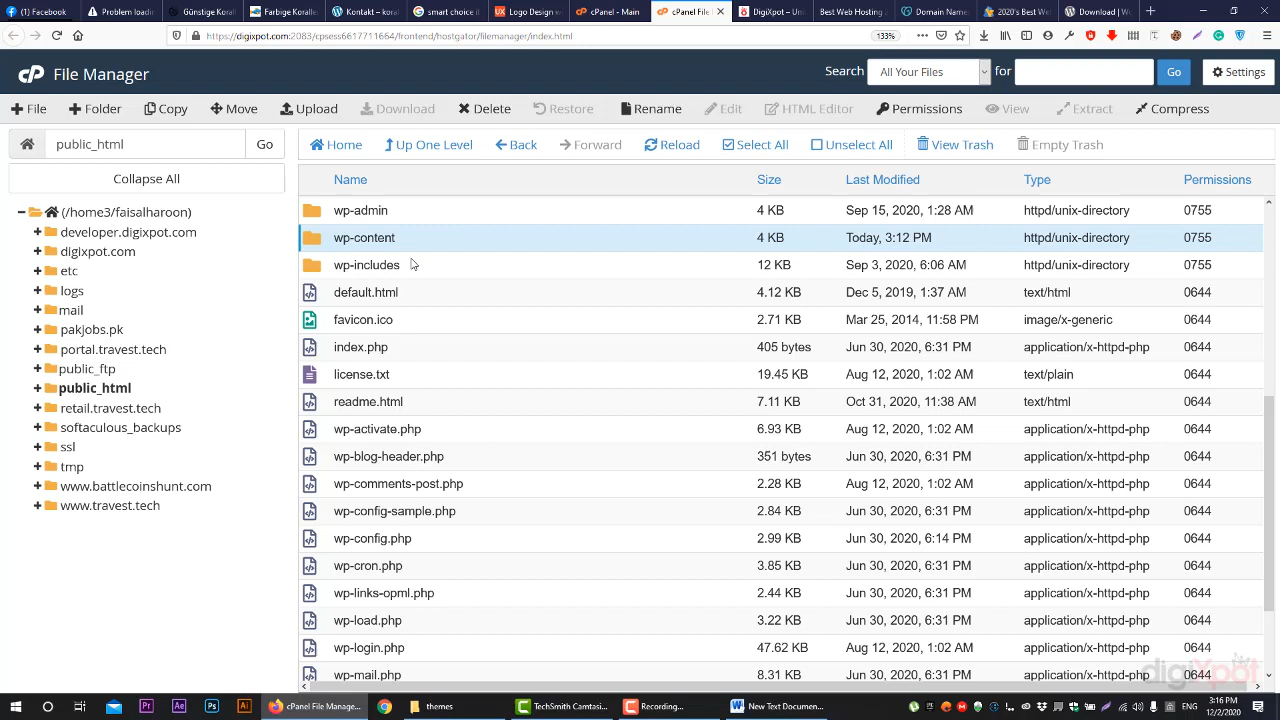 (1) Facebook
Problem loadin
Günstige Korall
Farbige Korelle
Kontakt – korai
smart choice it
Logo Design w
cPanel - Main
cPanel File
DigiXpot – Uni
Best Web Hosting
Domain Names
2020's Best We
Download | Wo
https://digixpot.com:2083/cpsess6617711664/frontend/hostgator/filemanager/index.html
133%
cP File Manager
Search
All Your Files
for
Go
Settings
File
Folder
Copy
Move
Upload
Download
Delete
Restore
Rename
Edit
HTML Editor
Permissions
View
Extract
Compress
public_html
Go
Home
Up One Level
Back
Forward
Reload
Select All
Unselect All
View Trash
Empty Trash
Collapse All
(/home3/faisalharoon)
developer.digixpot.com
digixpot.com
etc
logs
mail
pakjobs.pk
portal.travest.tech
public_ftp
public_html
retail.travest.tech
softaculous_backups
ssl
tmp
www.battlecoinshunt.com
www.travest.tech
Name Size Last Modified Type Permissions
wp-admin 4 KB Sep 15, 2020, 1:28 AM httpd/unix-directory 0755
wp-content 4 KB Today, 3:12 PM httpd/unix-directory 0755
wp-includes 12 KB Sep 3, 2020, 6:06 AM httpd/unix-directory 0755
default.html 4.12 KB Dec 5, 2019, 1:37 AM text/html 0644
favicon.ico 2.71 KB Mar 25, 2014, 11:58 PM image/x-generic 0644
index.php 405 bytes Jun 30, 2020, 6:31 PM application/x-httpd-php 0644
license.txt 19.45 KB Aug 12, 2020, 1:02 AM text/plain 0644
readme.html 7.11 KB Oct 31, 2020, 11:38 AM text/html 0644
wp-activate.php 6.93 KB Aug 12, 2020, 1:02 AM application/x-httpd-php 0644
wp-blog-header.php 351 bytes Jun 30, 2020, 6:31 PM application/x-httpd-php 0644
wp-comments-post.php 2.28 KB Aug 12, 2020, 1:02 AM application/x-httpd-php 0644
wp-config-sample.php 2.84 KB Jun 30, 2020, 6:31 PM application/x-httpd-php 0644
wp-config.php 2.99 KB Jun 30, 2020, 6:14 PM application/x-httpd-php 0644
wp-cron.php 3.85 KB Jun 30, 2020, 6:31 PM application/x-httpd-php 0644
wp-links-opml.php 2.44 KB Jun 30, 2020, 6:31 PM application/x-httpd-php 0644
wp-load.php 3.22 KB Jun 30, 2020, 6:31 PM application/x-httpd-php 0644
wp-login.php 47.62 KB Aug 12, 2020, 1:02 AM application/x-httpd-php 0644
wp-mail.php 8.31 KB Jun 30, 2020, 6:31 PM application/x-httpd-php 0644
digiXpot
cPanel File Manage...
themes
TechSmith Camtasi...
Recording...
New Text Documen...
3:16 PM
12/2/2020